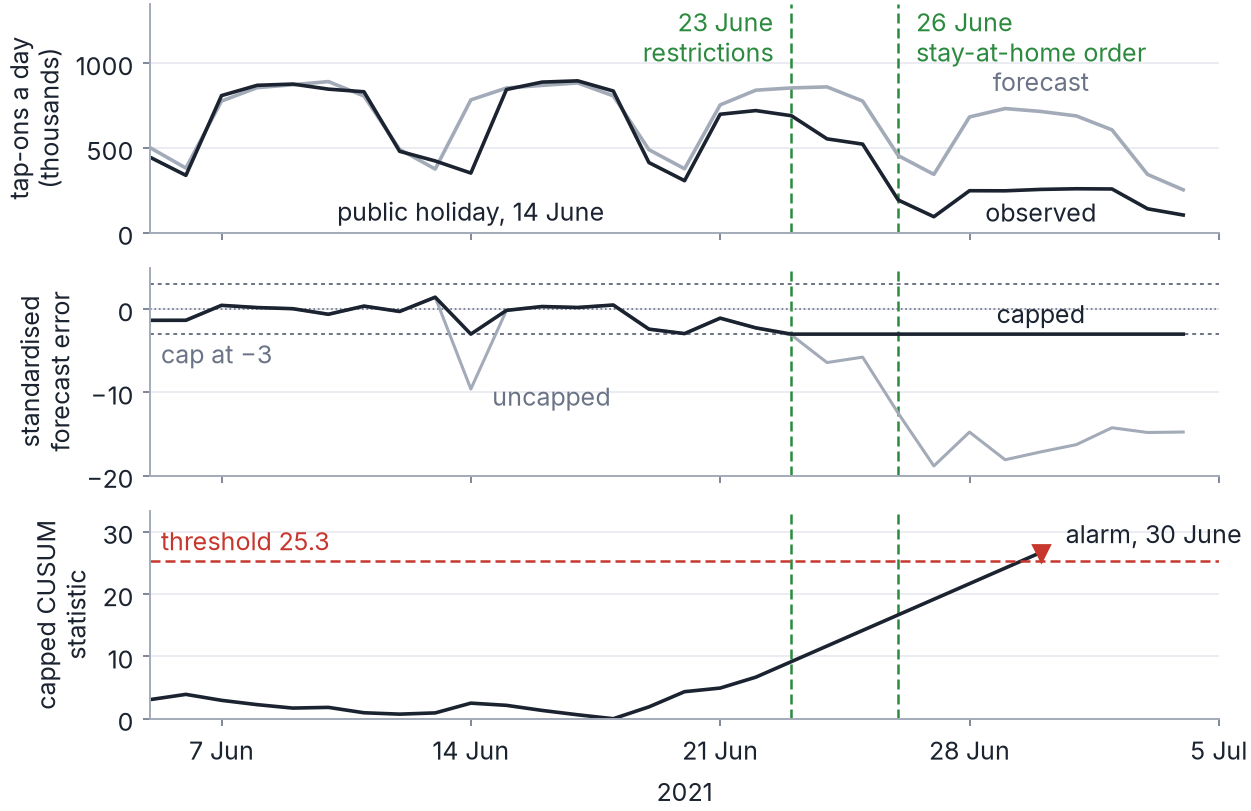 23 June
restrictions
26 June
stay-at-home order
forecast
tap-ons a day
(thousands)
1000
500
0
public holiday, 14 June
observed
standardised
forecast error
0
−10
−20
capped
cap at −3
uncapped
capped CUSUM
statistic
30
20
10
0
threshold 25.3
alarm, 30 June
7 Jun
14 Jun
21 Jun
28 Jun
5 Jul
2021